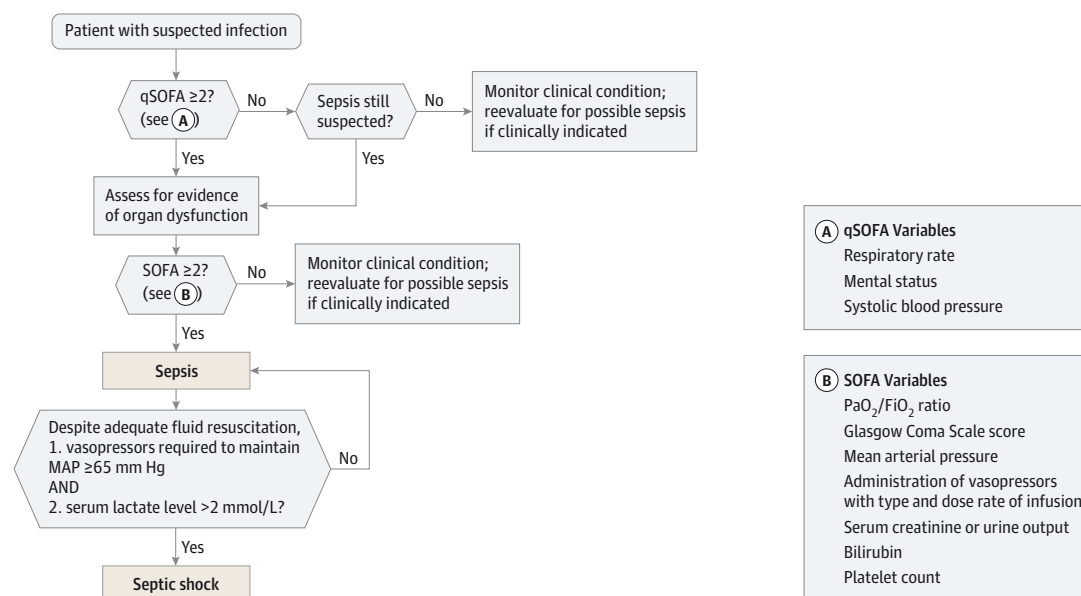 Patient with suspected infection
qSOFA ≥2?
(see A)
No
Sepsis still
suspected?
No
Monitor clinical condition;
reevaluate for possible sepsis
if clinically indicated
Yes
Yes
Assess for evidence
of organ dysfunction
SOFA ≥2?
(see B)
No
Monitor clinical condition;
reevaluate for possible sepsis
if clinically indicated
Yes
Sepsis
Despite adequate fluid resuscitation,
1. vasopressors required to maintain
MAP ≥65 mm Hg
AND
2. serum lactate level >2 mmol/L?
No
Yes
Septic shock
A qSOFA Variables
Respiratory rate
Mental status
Systolic blood pressure
B SOFA Variables
PaO2/FiO2 ratio
Glasgow Coma Scale score
Mean arterial pressure
Administration of vasopressors
with type and dose rate of infusion
Serum creatinine or urine output
Bilirubin
Platelet count